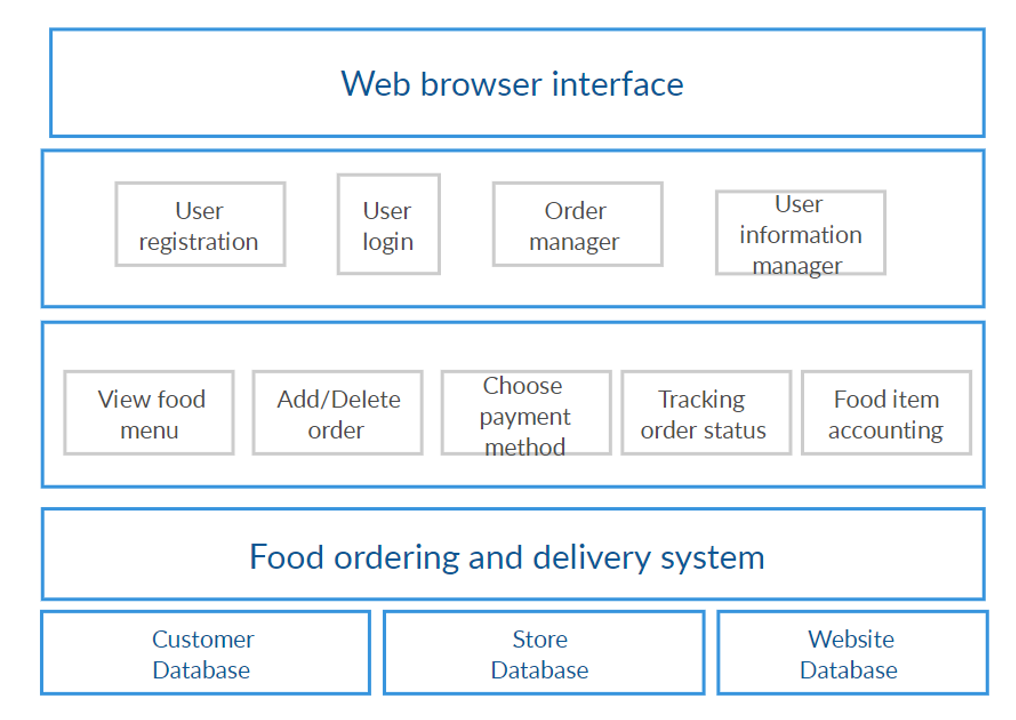 Web browser interface
User
registration
User
login
Order
manager
User
information
manager
View food
menu
Add/Delete
order
Choose
payment
method
Tracking
order status
Food item
accounting
Food ordering and delivery system
Customer
Database
Store
Database
Website
Database